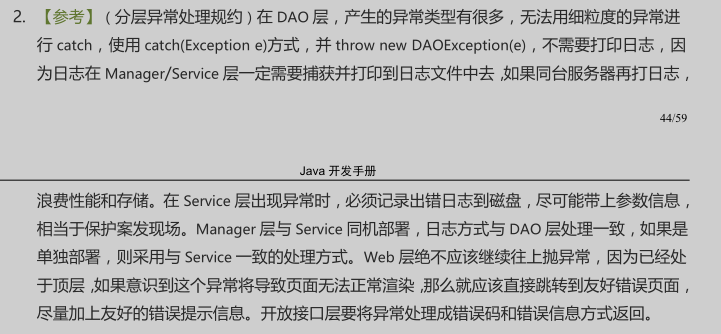 2. 【参考】（分层异常处理规约）在 DAO 层，产生的异常类型有很多，无法用细粒度的异常进
行 catch，使用 catch(Exception e)方式，并 throw new DAOException(e)，不需要打印日志，因
为日志在 Manager/Service 层一定需要捕获并打印到日志文件中去，如果同台服务器再打日志，
44/59
Java 开发手册
浪费性能和存储。在 Service 层出现异常时，必须记录出错日志到磁盘，尽可能带上参数信息，
相当于保护案发现场。Manager 层与 Service 同机部署，日志方式与 DAO 层处理一致，如果是
单独部署，则采用与 Service 一致的处理方式。Web 层绝不应该继续往上抛异常，因为已经处
于顶层，如果意识到这个异常将导致页面无法正常渲染，那么就应该直接跳转到友好错误页面，
尽量加上友好的错误提示信息。开放接口层要将异常处理成错误码和错误信息方式返回。